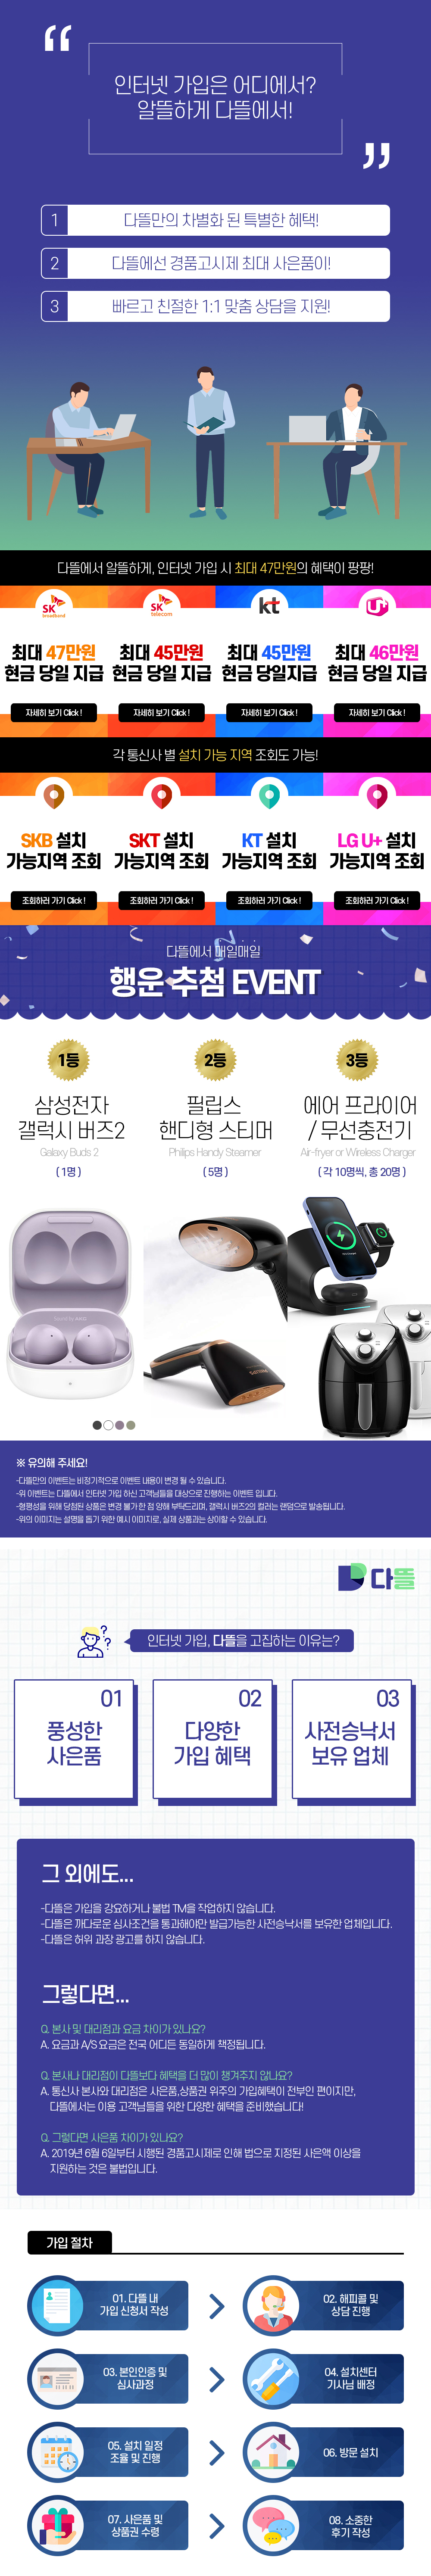 인터넷 가입은 어디에서?
알뜰하게 다뜰에서!
1 다뜰만의 차별화 된 특별한 혜택!
2 다뜰에선 경품고시제 최대 사은품이!
3 빠르고 친절한 1:1 맞춤 상담을 지원!
다뜰에서 알뜰하게, 인터넷 가입 시 최대 47만원의 혜택이 팡팡!
SK broadband
최대 47만원
현금 당일 지급
자세히 보기 Click !
SK telecom
최대 45만원
현금 당일 지급
자세히 보기 Click !
kt
최대 45만원
현금 당일지급
자세히 보기 Click !
U+
최대 46만원
현금 당일 지급
자세히 보기 Click !
각 통신사 별 설치 가능 지역 조회도 가능!
SKB 설치
가능지역 조회
조회하러 가기 Click !
SKT 설치
가능지역 조회
조회하러 가기 Click !
KT 설치
가능지역 조회
조회하러 가기 Click !
LG U+ 설치
가능지역 조회
조회하러 가기 Click !
다뜰에서 매일매일
행운 추첨 EVENT
1등
삼성전자
갤럭시 버즈2
Galaxy Buds 2
( 1명 )
2등
필립스
핸디형 스티머
Philips Handy Steamer
( 5명 )
3등
에어 프라이어
/ 무선충전기
Air-fryer or Wireless Charger
( 각 10명씩, 총 20명 )
※ 유의해 주세요!
-다뜰만의 이벤트는 비정기적으로 이벤트 내용이 변경 될 수 있습니다.
-위 이벤트는 다뜰에서 인터넷 가입 하신 고객님들을 대상으로 진행하는 이벤트 입니다.
-형평성을 위해 당첨된 상품은 변경 불가한 점 양해 부탁드리며, 갤럭시 버즈2의 컬러는 랜덤으로 발송됩니다.
-위의 이미지는 설명을 돕기 위한 예시 이미지로, 실제 상품과는 상이할 수 있습니다.
다뜰
인터넷 가입, 다뜰을 고집하는 이유는?
01
풍성한
사은품
02
다양한
가입 혜택
03
사전승낙서
보유 업체
그 외에도...
-다뜰은 가입을 강요하거나 불법 TM을 작업하지 않습니다.
-다뜰은 까다로운 심사조건을 통과해야만 발급가능한 사전승낙서를 보유한 업체입니다.
-다뜰은 허위 과장 광고를 하지 않습니다.
그렇다면...
Q. 본사 및 대리점과 요금 차이가 있나요?
A. 요금과 A/S 요금은 전국 어디든 동일하게 책정됩니다.
Q. 본사나 대리점이 다뜰보다 혜택을 더 많이 챙겨주지 않나요?
A. 통신사 본사와 대리점은 사은품,상품권 위주의 가입혜택이 전부인 편이지만,
다뜰에서는 이용 고객님들을 위한 다양한 혜택을 준비했습니다!
Q. 그렇다면 사은품 차이가 있나요?
A. 2019년 6월 6일부터 시행된 경품고시제로 인해 법으로 지정된 사은액 이상을
지원하는 것은 불법입니다.
가입 절차
01. 다뜰 내
가입 신청서 작성
02. 해피콜 및
상담 진행
03. 본인인증 및
심사과정
04. 설치센터
기사님 배정
05. 설치 일정
조율 및 진행
06. 방문 설치
07. 사은품 및
상품권 수령
08. 소중한
후기 작성